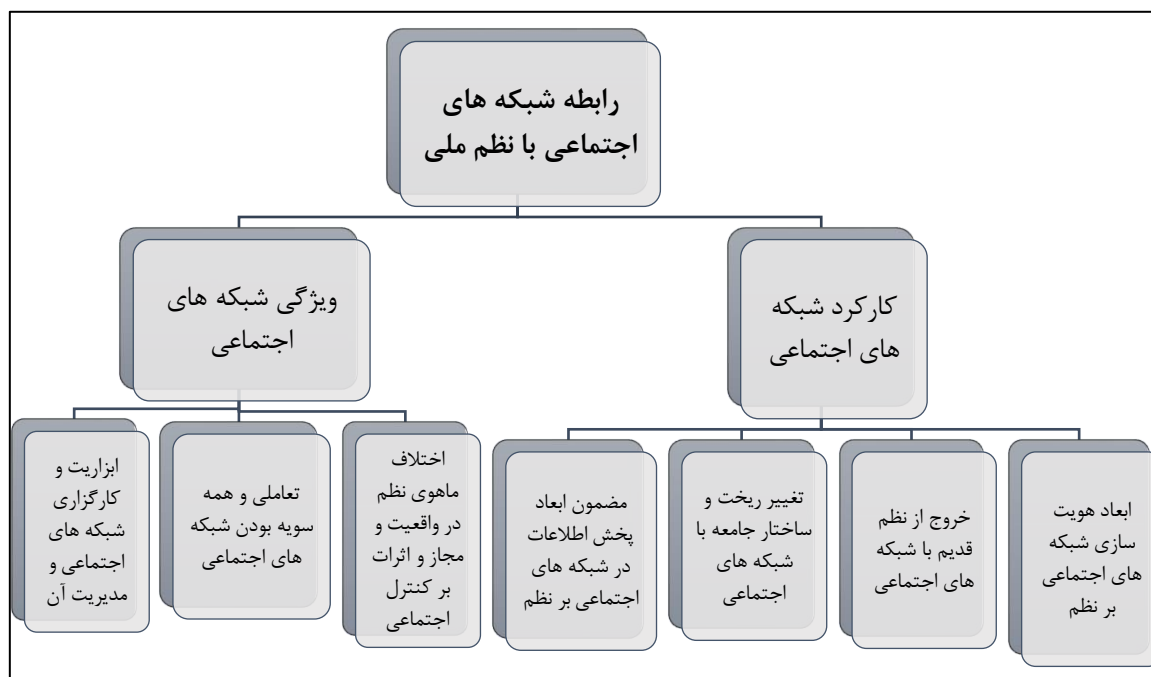 رابطه شبکه های
اجتماعی با نظم ملی
کارکرد شبکه
های اجتماعی
ویژگی شبکه های
اجتماعی
ابعاد هویت
سازی شبکه
های اجتماعی
بر نظم
خروج از نظم
قدیم با شبکه
های اجتماعی
تغییر ریخت و
ساختار جامعه با
شبکه های
اجتماعی
مضمون ابعاد
پخش اطلاعات
در شبکه های
اجتماعی بر نظم
اختلاف
ماهوی نظم
در واقعیت و
مجاز و اثرات
بر کنترل
اجتماعی
تعاملی و همه
سویه بودن شبکه
های اجتماعی
ابزاریت و
کارگزاری
شبکه های
اجتماعی و
مدیریت آن